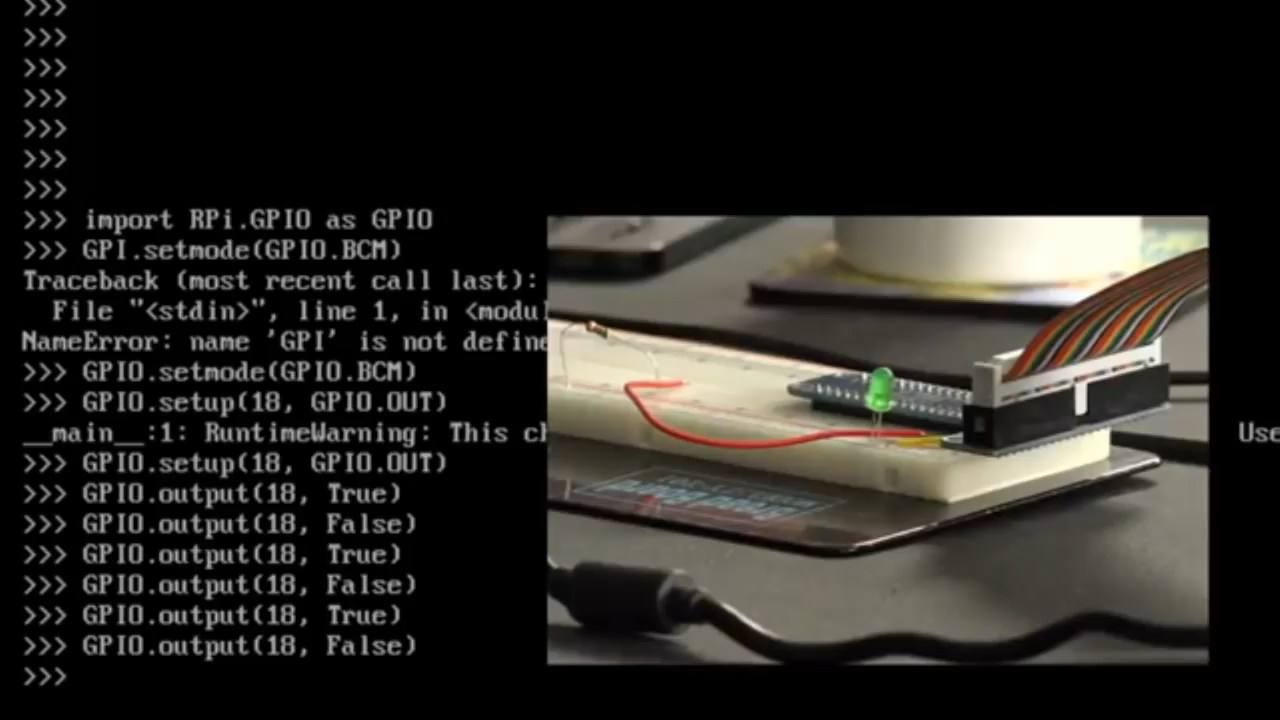 >>>
>>>
>>>
>>>
>>>
>>>
>>>
>>> import RPi.GPIO as GPIO
>>> GPI.setmode(GPIO.BCM)
Traceback (most recent call last):
  File "<stdin>", line 1, in <modu
NameError: name 'GPI' is not define
>>> GPIO.setmode(GPIO.BCM)
>>> GPIO.setup(18, GPIO.OUT)
__main__:1: RuntimeWarning: This ch Use
>>> GPIO.setup(18, GPIO.OUT)
>>> GPIO.output(18, True)
>>> GPIO.output(18, False)
>>> GPIO.output(18, True)
>>> GPIO.output(18, False)
>>> GPIO.output(18, True)
>>> GPIO.output(18, False)
>>>